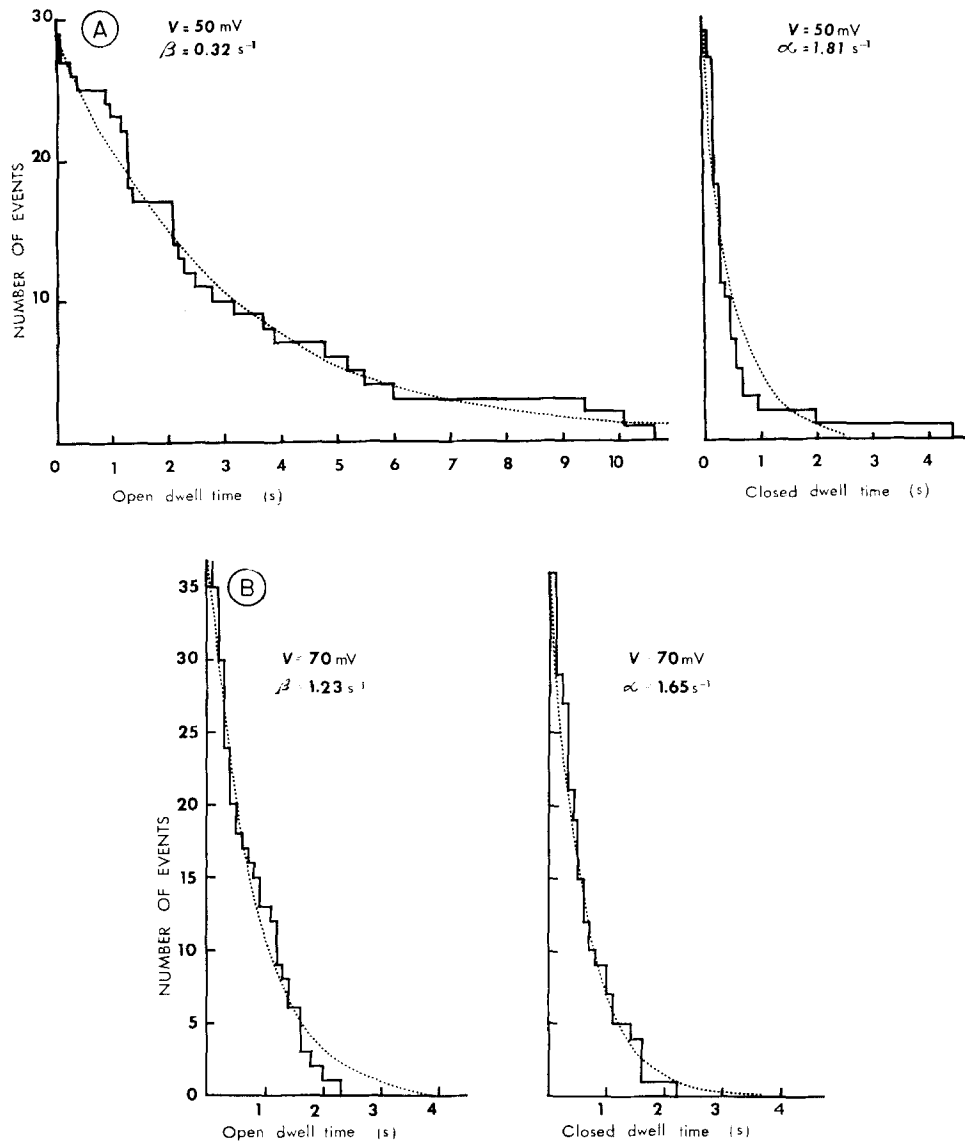 A
V = 50 mV
β = 0.32 s⁻¹
V = 50 mV
α = 1.81 s⁻¹
30
20
10
NUMBER OF EVENTS
0 1 2 3 4 5 6 7 8 9 10
Open dwell time (s)
0 1 2 3 4
Closed dwell time (s)
B
V = 70 mV
β = 1.23 s⁻¹
V = 70 mV
α = 1.65 s⁻¹
35
30
25
20
15
10
5
0
NUMBER OF EVENTS
1 2 3 4
Open dwell time (s)
1 2 3 4
Closed dwell time (s)